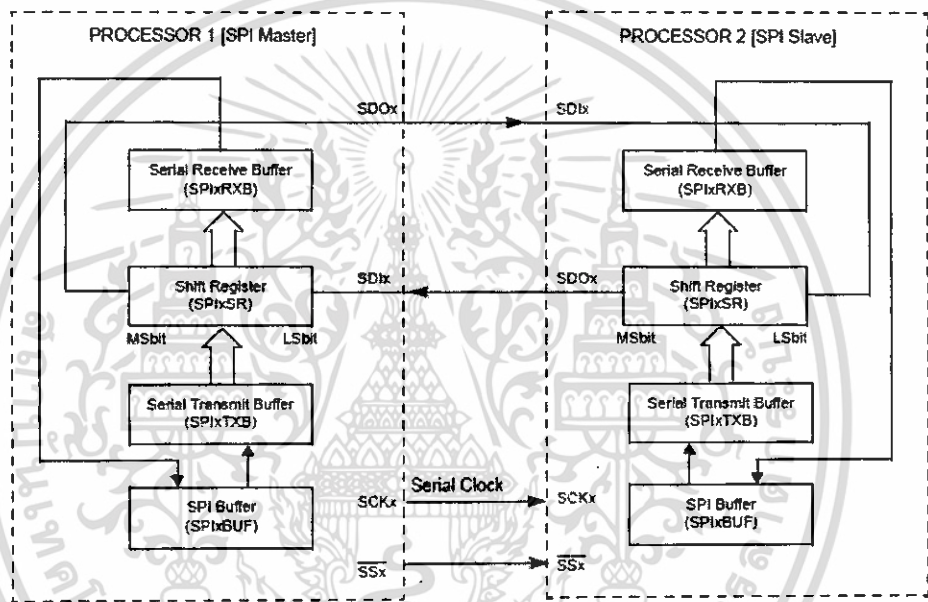 PROCESSOR 1 [SPI Master]
SDOx
Serial Receive Buffer
(SPIxRXB)
SDIx
Shift Register
(SPIxSR)
MSbit
LSbit
Serial Transmit Buffer
(SPIxTXB)
SPI Buffer
(SPIxBUF)
SCKx
Serial Clock
SSx
PROCESSOR 2 [SPI Slave]
SDIx
Serial Receive Buffer
(SPIxRXB)
SDOx
Shift Register
(SPIxSR)
MSbit
LSbit
Serial Transmit Buffer
(SPIxTXB)
SPI Buffer
(SPIxBUF)
SCKx
SSx